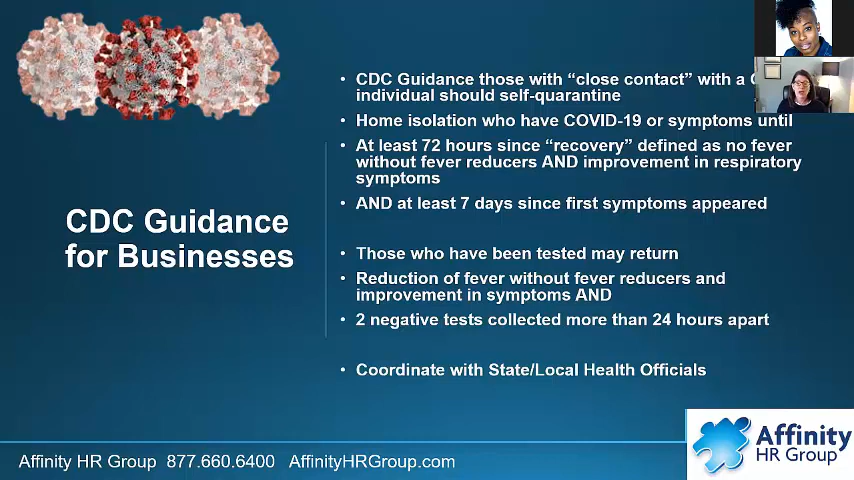 CDC Guidance
for Businesses
• CDC Guidance those with “close contact” with a
individual should self-quarantine
• Home isolation who have COVID-19 or symptoms until
• At least 72 hours since “recovery” defined as no fever
without fever reducers AND improvement in respiratory
symptoms
• AND at least 7 days since first symptoms appeared
• Those who have been tested may return
• Reduction of fever without fever reducers and
improvement in symptoms AND
• 2 negative tests collected more than 24 hours apart
• Coordinate with State/Local Health Officials
Affinity HR Group 877.660.6400 AffinityHRGroup.com
Affinity
HR Group